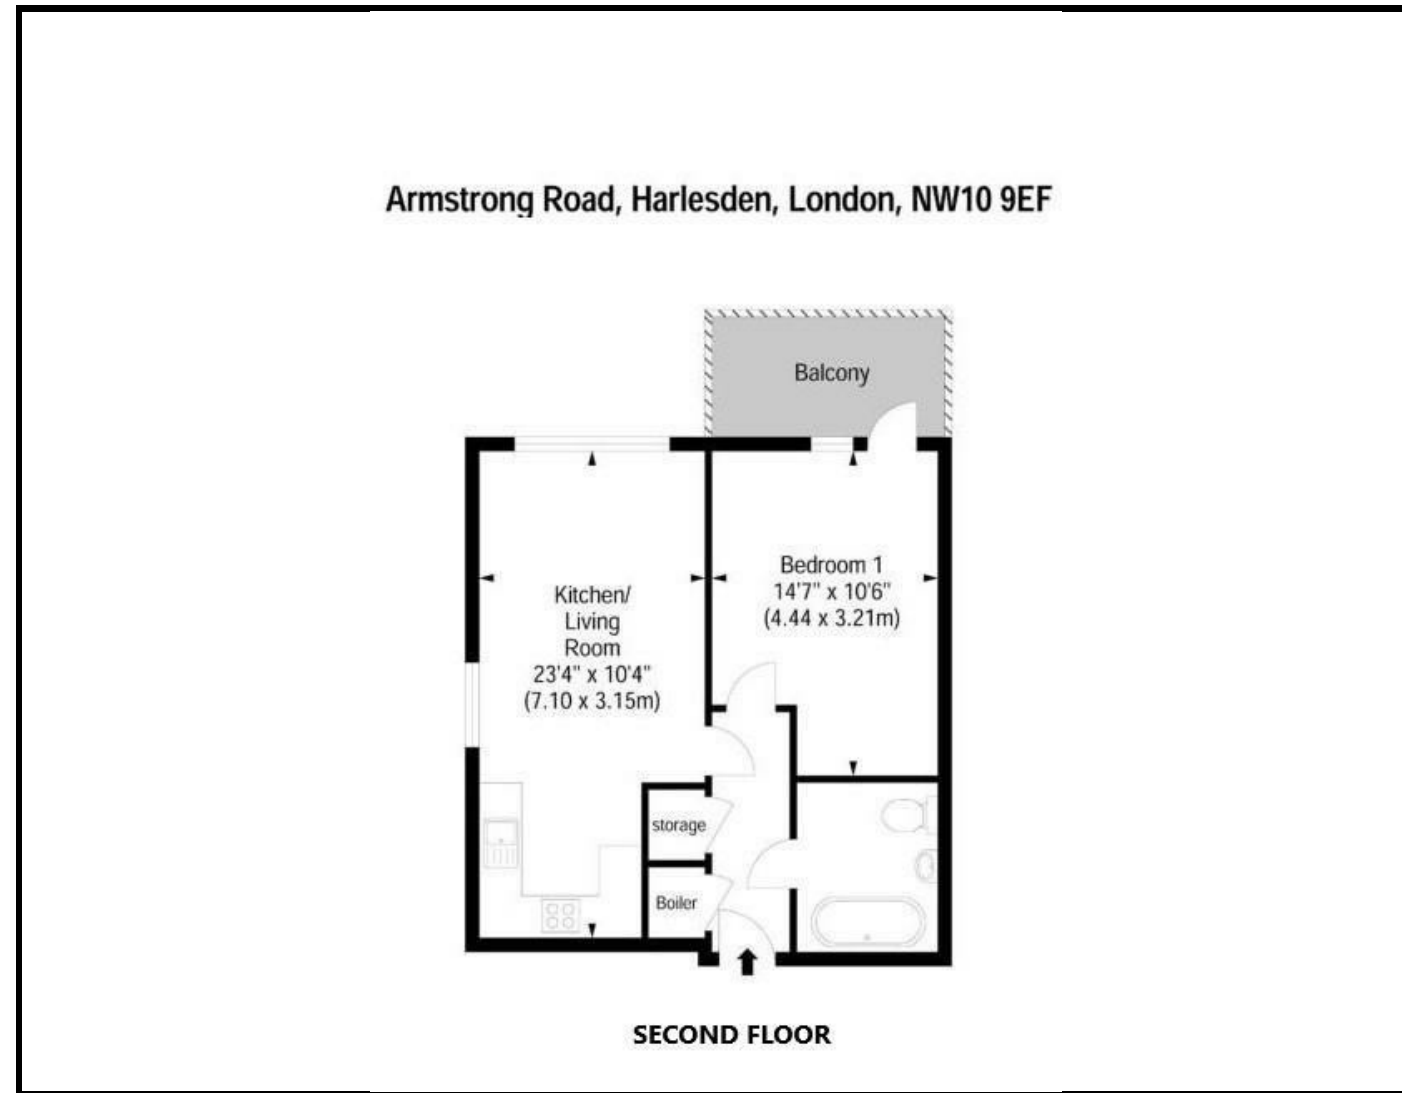 Armstrong Road, Harlesden, London, NW10 9EF
Balcony
Bedroom 1
14'7" x 10'6"
(4.44 x 3.21m)
Kitchen/
Living
Room
23'4" x 10'4"
(7.10 x 3.15m)
storage
Boiler
SECOND FLOOR